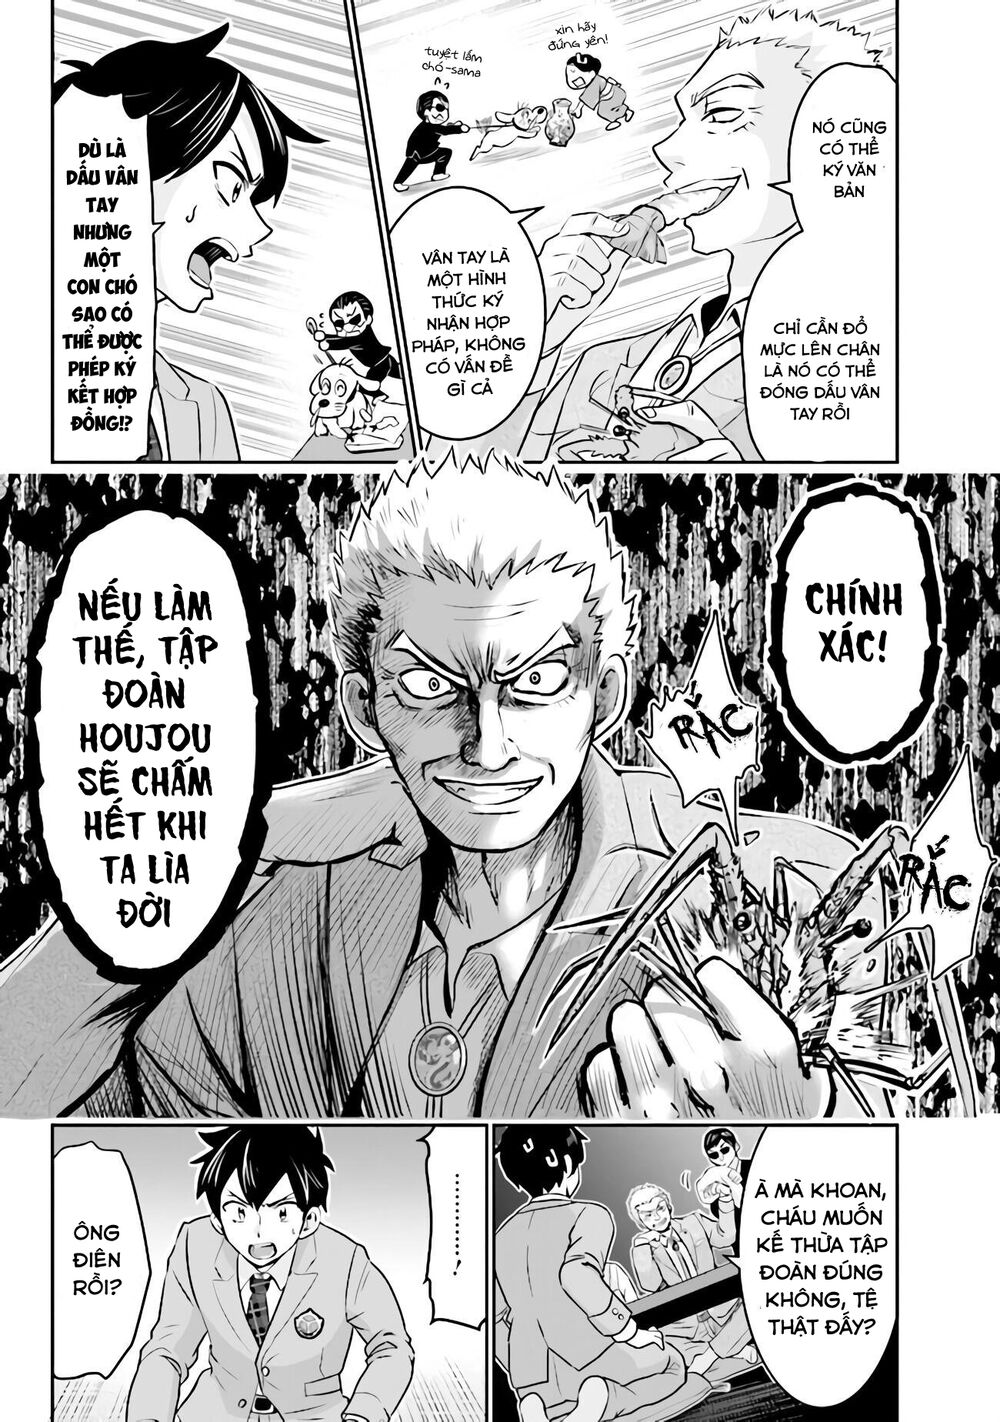 NÓ CŨNG
CÓ THỂ
KÝ VĂN
BẢN
CHỈ CẦN ĐỔ
MỰC LÊN CHÂN
LÀ NÓ CÓ THỂ
ĐÓNG DẤU VÂN
TAY RỒI
xin hãy
đứng yên!
tuyệt lắm
chó-sama
VÂN TAY LÀ
MỘT HÌNH
THỨC KÝ
NHẬN HỢP
PHÁP, KHÔNG
CÓ VẤN ĐỀ
GÌ CẢ
DÙ LÀ
DẤU VÂN
TAY
NHƯNG
MỘT
CON CHÓ
SAO CÓ
THỂ ĐƯỢC
PHÉP KÝ
KẾT HỢP
ĐỒNG!?
CHÍNH
XÁC!
RẮC
RẮC
NẾU LÀM
THẾ, TẬP
ĐOÀN
HOUJOU
SẼ CHẤM
HẾT KHI
TA LÌA
ĐỜI
À MÀ KHOAN,
CHÁU MUỐN
KẾ THỪA TẬP
ĐOÀN ĐÚNG
KHÔNG, TỆ
THẬT ĐẤY?
.........
ÔNG
ĐIÊN
RỒI?